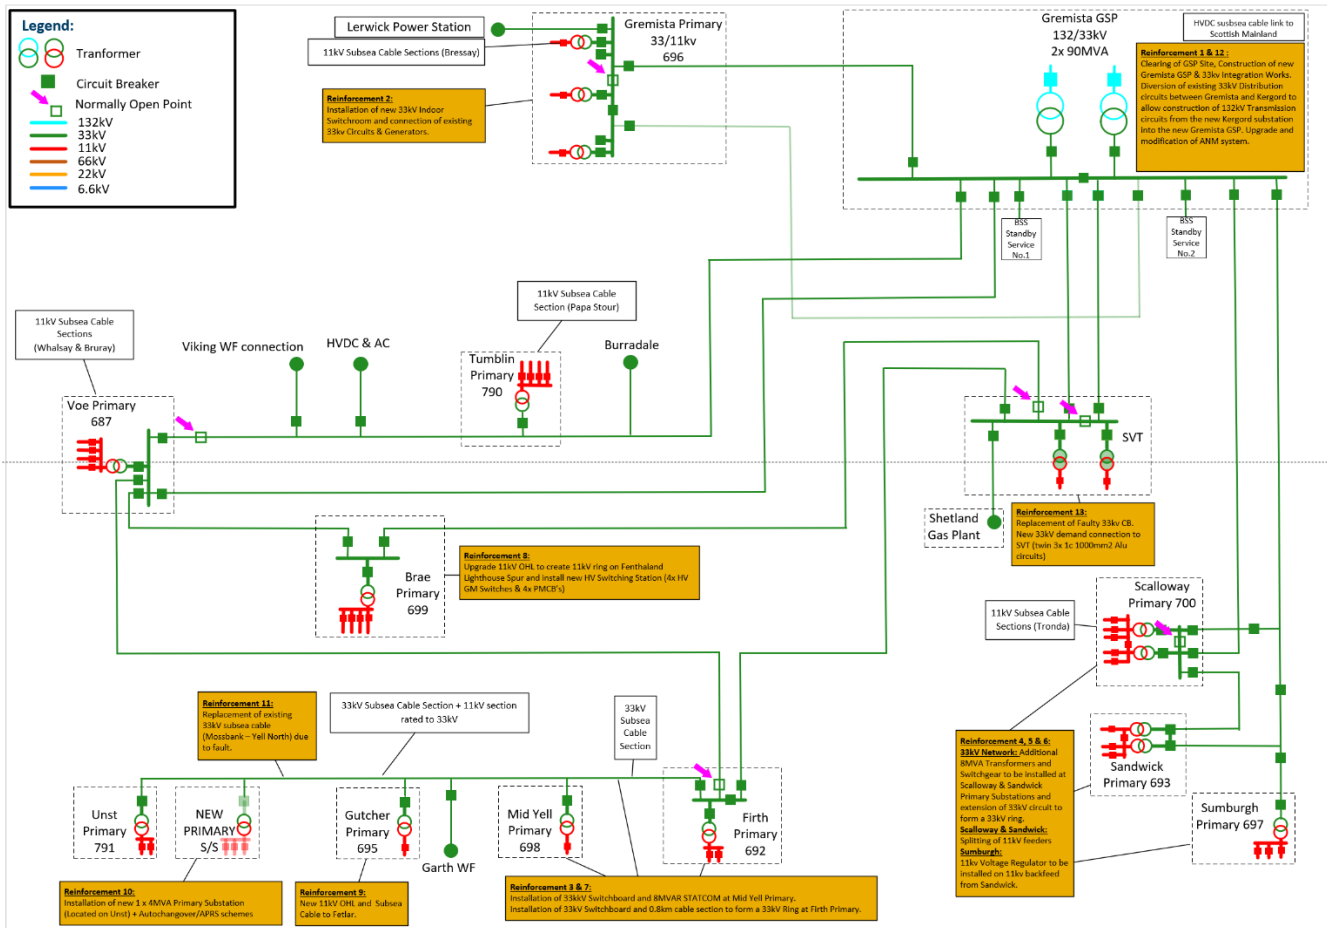 Legend:
Tranformer
Circuit Breaker
Normally Open Point
132kV
33kV
11kV
66kV
22kV
6.6kV
Lerwick Power Station
11kV Subsea Cable Sections (Bressay)
Reinforcement 2:
Installation of new 33kV Indoor
Switchroom and connection of existing
33kv Circuits & Generators.
Gremista Primary
33/11kv
696
Gremista GSP
132/33kV
2x 90MVA
HVDC susbsea cable link to
Scottish Mainland
Reinforcement 1 & 12 :
Clearing of GSP Site, Construction of new
Gremista GSP & 33kv Integration Works.
Diversion of existing 33kV Distribution
circuits between Gremista and Kergord to
allow construction of 132kV Transmission
circuits from the new Kergord substation
into the new Gremista GSP. Upgrade and
modification of ANM system.
BSS
Standby
Service
No.1
BSS
Standby
Service
No.2
11kV Subsea Cable
Sections
(Whalsay & Bruray)
Voe Primary
687
Viking WF connection
HVDC & AC
11kV Subsea Cable
Section (Papa Stour)
Tumblin
Primary
790
Burradale
SVT
Shetland
Gas Plant
Reinforcement 13:
Replacement of Faulty 33kv CB.
New 33kV demand connection to
SVT (twin 3x 1c 1000mm2 Alu
circuits)
Brae
Primary
699
Reinforcement 8:
Upgrade 11kV OHL to create 11kV ring on Fenthaland
Lighthouse Spur and install new HV Switching Station (4x HV
GM Switches & 4x PMCB's)
Scalloway
Primary 700
11kV Subsea Cable
Sections (Tronda)
Reinforcement 4, 5 & 6:
33kV Network: Additional
8MVA Transformers and
Switchgear to be installed at
Scalloway & Sandwick
Primary Substations and
extension of 33kV circuit to
form a 33kV ring.
Scalloway & Sandwick:
Splitting of 11kV feeders
Sumburgh:
11kv Voltage Regulator to be
installed on 11kv backfeed
from Sandwick.
Sandwick
Primary 693
Sumburgh
Primary 697
Reinforcement 11:
Replacement of existing
33kV subsea cable
(Mossbank – Yell North) due
to fault.
33kV Subsea Cable Section + 11kV section
rated to 33kV
33kV
Subsea
Cable
Section
Unst
Primary
791
NEW
PRIMARY
S/S
Gutcher
Primary
695
Garth WF
Mid Yell
Primary
698
Firth
Primary
692
Reinforcement 10:
Installation of new 1 x 4MVA Primary Substation
(Located on Unst) + Autochangover/APRS schemes
Reinforcement 9:
New 11kV OHL and  Subsea
Cable to Fetlar.
Reinforcement 3 & 7:
Installation of 33kV Switchboard and 8MVAR STATCOM at Mid Yell Primary.
Installation of 33kV Switchboard and 0.8km cable section to form a 33kV Ring at Firth Primary.